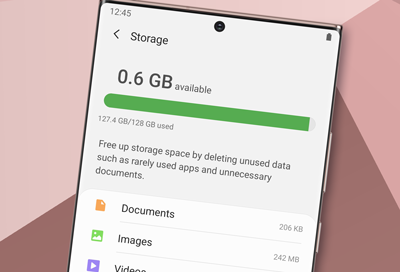 12:45
Storage
0.6 GB available
127.4 GB/128 GB used
Free up storage space by deleting unused data
such as rarely used apps and unnecessary
documents.
Documents
206 KB
Images
242 MB
Videos